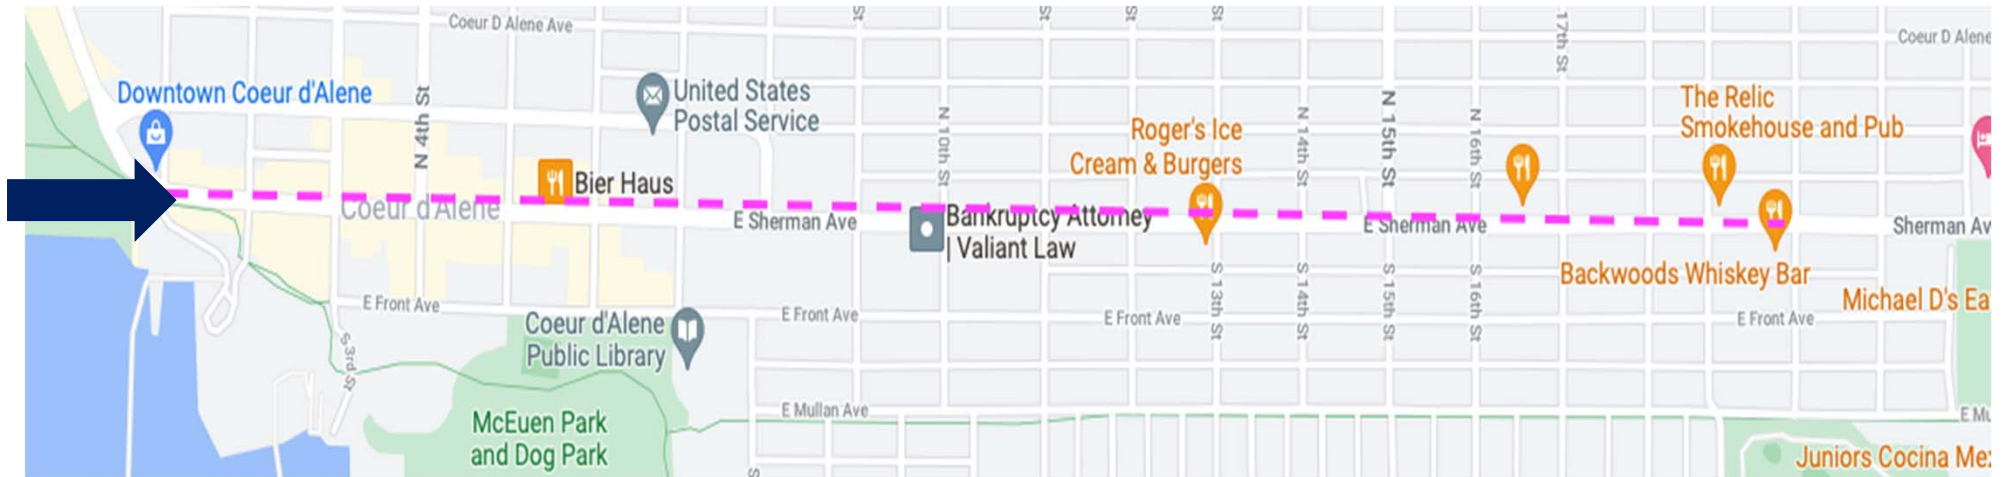 Coeur D Alene Ave
St
St
St
St
17th St
Coeur D Alene
Downtown Coeur d'Alene
N 4th St
United States
Postal Service
N 10th St
Roger's Ice
Cream & Burgers
N 14th St
N 15th St
N 16th St
The Relic
Smokehouse and Pub
Bier Haus
Coeur d'Alene
E Sherman Ave
Bankruptcy Attorney
| Valiant Law
E Sherman Ave
Sherman Av
Backwoods Whiskey Bar
Michael D's Ea
E Front Ave
S 3rd St
Coeur d'Alene
Public Library
E Front Ave
E Front Ave
S 13th St
S 14th St
S 15th St
S 16th St
E Front Ave
McEuen Park
and Dog Park
E Mullan Ave
E Mu
S
Juniors Cocina Me